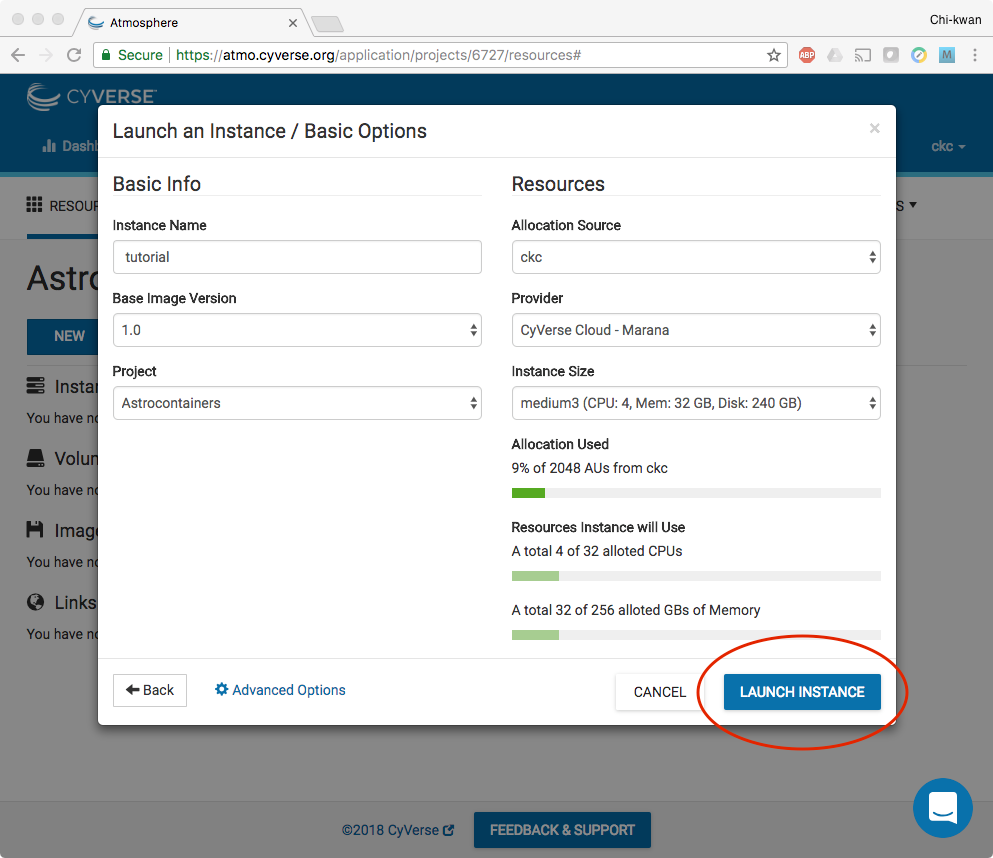 Atmosphere
Chi-kwan
Secure https://atmo.cyverse.org/application/projects/6727/resources#
ABP
M
CYVERSE
Launch an Instance / Basic Options
×
Dashb
ckc
Basic Info
Resources
RESOUR
S
Instance Name
Allocation Source
tutorial
ckc
Astro
Base Image Version
Provider
1.0
CyVerse Cloud - Marana
NEW
Project
Instance Size
Instan
Astrocontainers
medium3 (CPU: 4, Mem: 32 GB, Disk: 240 GB)
You have no
Allocation Used
Volun
9% of 2048 AUs from ckc
You have no
Resources Instance will Use
Image
A total 4 of 32 alloted CPUs
You have no
Links
A total 32 of 256 alloted GBs of Memory
You have no
Back
Advanced Options
CANCEL
LAUNCH INSTANCE
©2018 CyVerse
FEEDBACK & SUPPORT